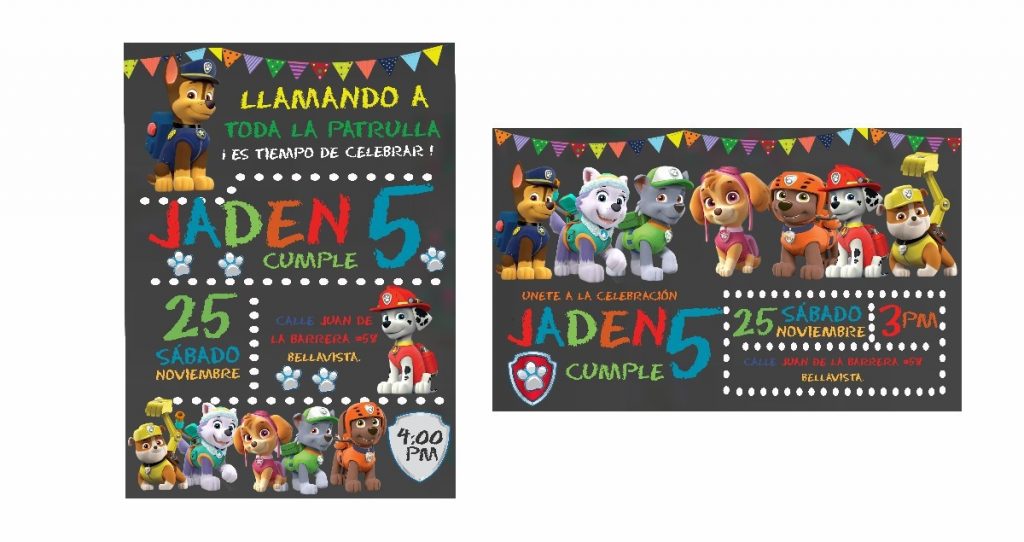 LLAMANDO A
TODA LA PATRULLA
¡ ES TIEMPO DE CELEBRAR !
JADEN 5
CUMPLE
25
SÁBADO
NOVIEMBRE
CALLE JUAN DE
LA BARRERA #58
BELLAVISTA.
4:00
PM
UNETE A LA CELEBRACIÓN
JADEN 5
CUMPLE
25 SÁBADO
NOVIEMBRE
3PM
CALLE JUAN DE LA BARRERA #58
BELLAVISTA.